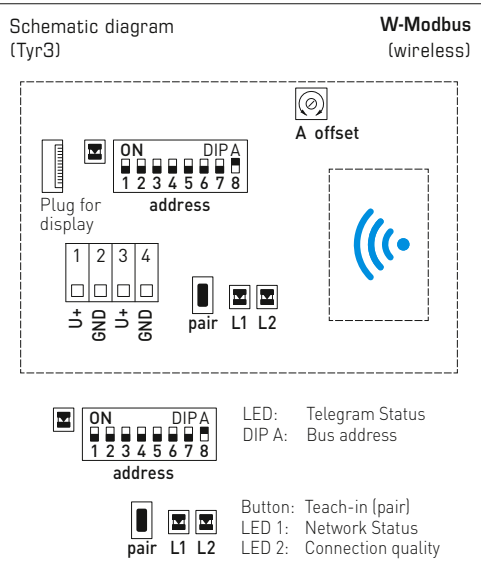 Schematic diagram
(Tyr3)
W-Modbus
(wireless)
A offset
ON DIP A
1 2 3 4 5 6 7 8
address
Plug for
display
1 2 3 4
U+ GND U+ GND
pair L1 L2
ON DIP A
1 2 3 4 5 6 7 8
address
LED: Telegram Status
DIP A: Bus address
pair L1 L2
Button: Teach-in (pair)
LED 1: Network Status
LED 2: Connection quality